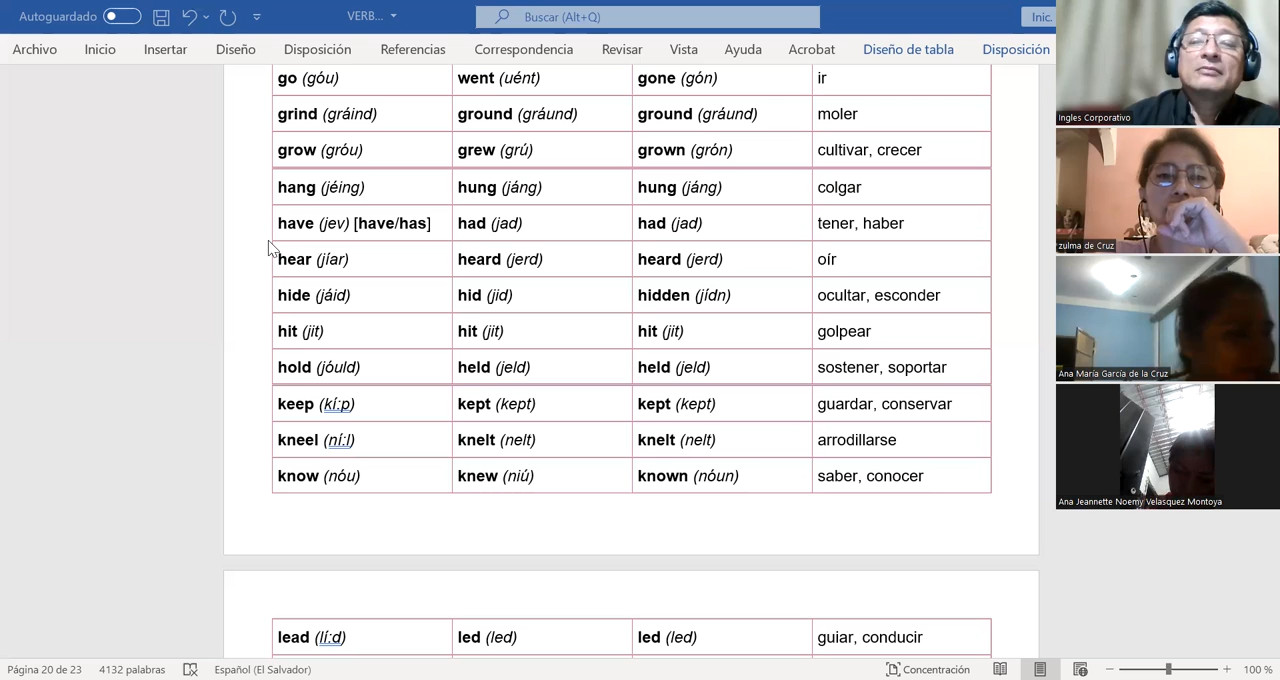 Autoguardado VERB... Buscar (Alt+Q) Inic.
Archivo Inicio Insertar Diseño Disposición Referencias Correspondencia Revisar Vista Ayuda Acrobat Diseño de tabla Disposición
go (góu) went (uént) gone (gón) ir
grind (gráind) ground (gráund) ground (gráund) moler
grow (gróu) grew (grú) grown (grón) cultivar, crecer
hang (jéing) hung (jáng) hung (jáng) colgar
have (jev) [have/has] had (jad) had (jad) tener, haber
hear (jíar) heard (jerd) heard (jerd) oír
hide (jáid) hid (jid) hidden (jídn) ocultar, esconder
hit (jit) hit (jit) hit (jit) golpear
hold (jóuld) held (jeld) held (jeld) sostener, soportar
keep (kí:p) kept (kept) kept (kept) guardar, conservar
kneel (ní:l) knelt (nelt) knelt (nelt) arrodillarse
know (nóu) knew (niú) known (nóun) saber, conocer
lead (lí:d) led (led) led (led) guiar, conducir
Página 20 de 23 4132 palabras Español (El Salvador) Concentración 100 %
Ingles Corporativo
zulma de Cruz
Ana María García de la Cruz
Ana Jeannette Noemy Velasquez Montoya